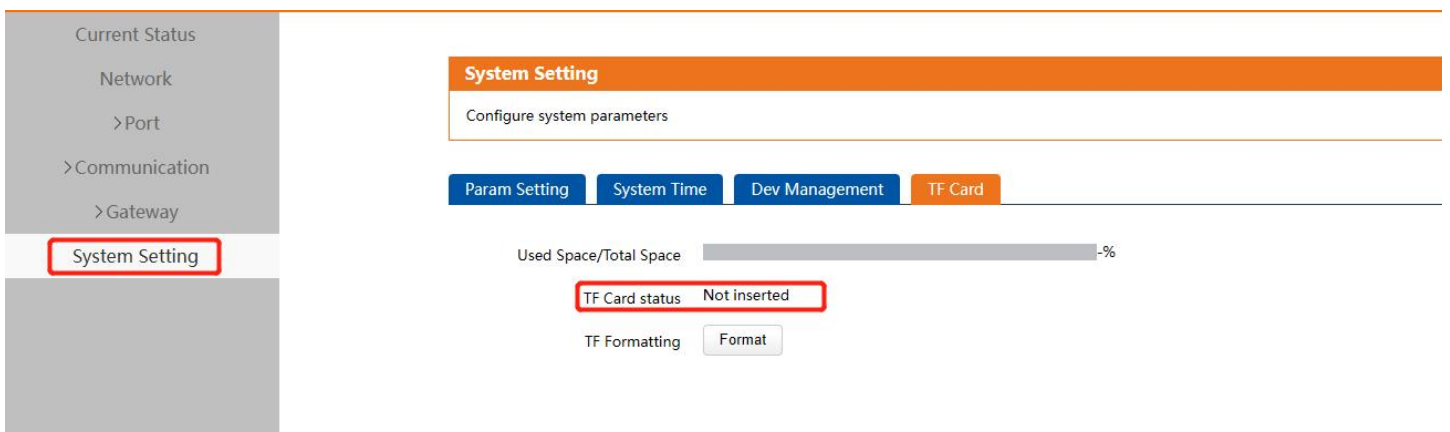 Current Status
Network
>Port
>Communication
>Gateway
System Setting
System Setting
Configure system parameters
Param Setting System Time Dev Management TF Card
Used Space/Total Space -%
TF Card status Not inserted
TF Formatting Format